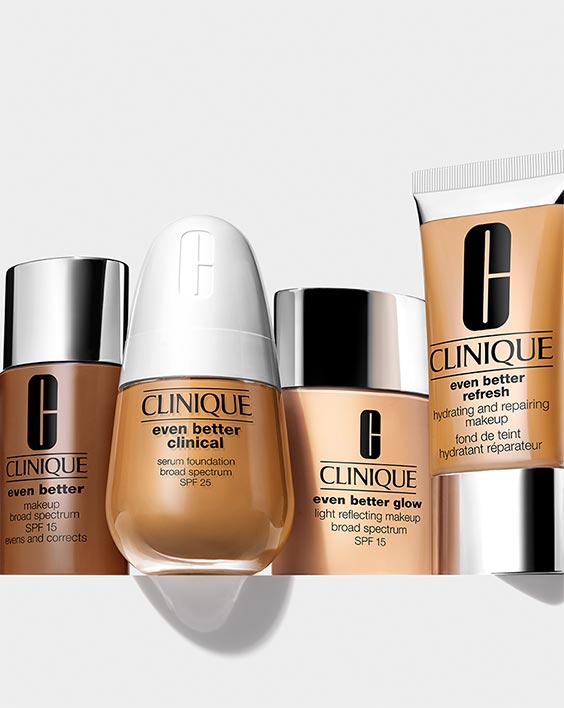 CLINIQUE
even better
makeup
broad spectrum
SPF 15
evens and corrects
CLINIQUE
even better
clinical
serum foundation
broad spectrum
SPF 25
CLINIQUE
even better glow
light reflecting makeup
broad spectrum
SPF 15
CLINIQUE
even better
refresh
hydrating and repairing
makeup
fond de teint
hydratant réparateur